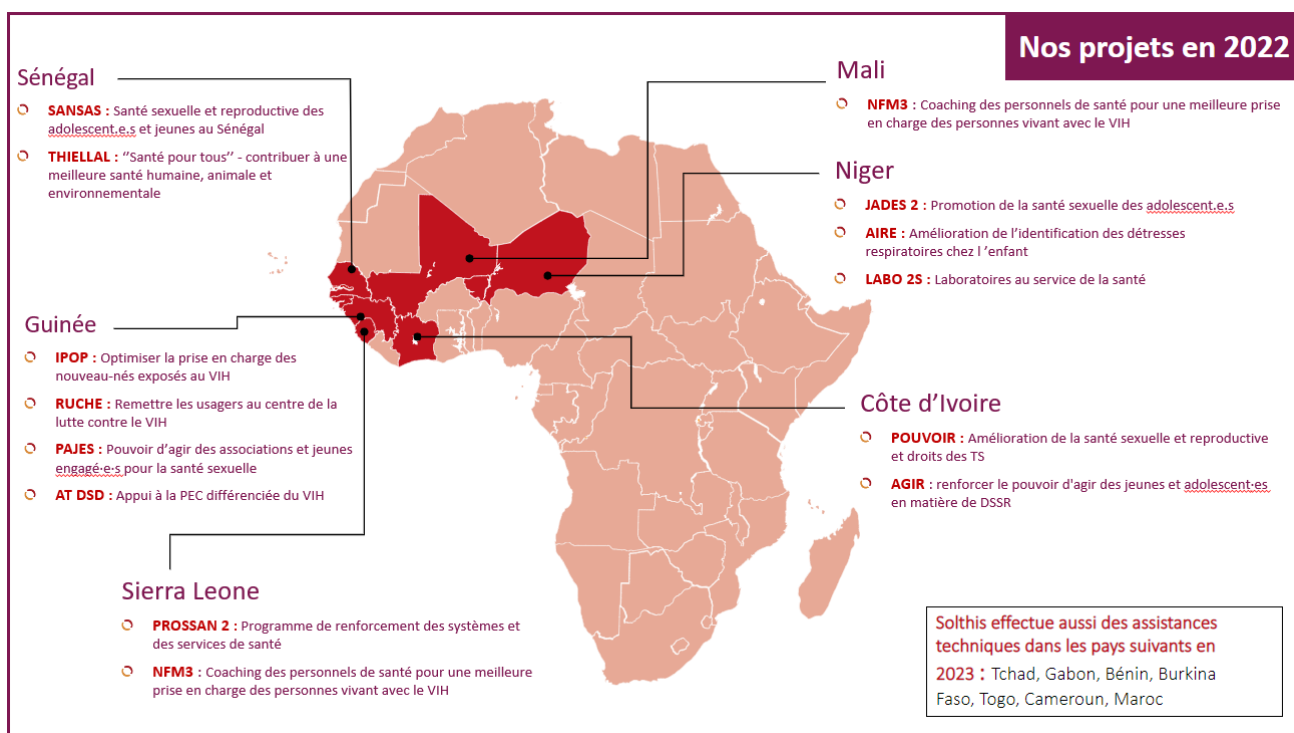 Nos projets en 2022
Sénégal
SANSAS : Santé sexuelle et reproductive des
adolescent.e.s et jeunes au Sénégal
THIELLAL : ‘’Santé pour tous’’ - contribuer à une
meilleure santé humaine, animale et
environnementale
Guinée
IPOP : Optimiser la prise en charge des
nouveau-nés exposés au VIH
RUCHE : Remettre les usagers au centre de la
lutte contre le VIH
PAJES : Pouvoir d’agir des associations et jeunes
engagé·e·s pour la santé sexuelle
AT DSD : Appui à la PEC différenciée du VIH
Sierra Leone
PROSSAN 2 : Programme de renforcement des systèmes et
des services de santé
NFM3 : Coaching des personnels de santé pour une meilleure
prise en charge des personnes vivant avec le VIH
Mali
NFM3 : Coaching des personnels de santé pour une meilleure prise
en charge des personnes vivant avec le VIH
Niger
JADES 2 : Promotion de la santé sexuelle des adolescent.e.s
AIRE : Amélioration de l’identification des détresses
respiratoires chez l ’enfant
LABO 2S : Laboratoires au service de la santé
Côte d’Ivoire
POUVOIR : Amélioration de la santé sexuelle et reproductive
et droits des TS
AGIR : renforcer le pouvoir d'agir des jeunes et adolescent·es
en matière de DSSR
Solthis effectue aussi des assistances
techniques dans les pays suivants en
2023 : Tchad, Gabon, Bénin, Burkina
Faso, Togo, Cameroun, Maroc